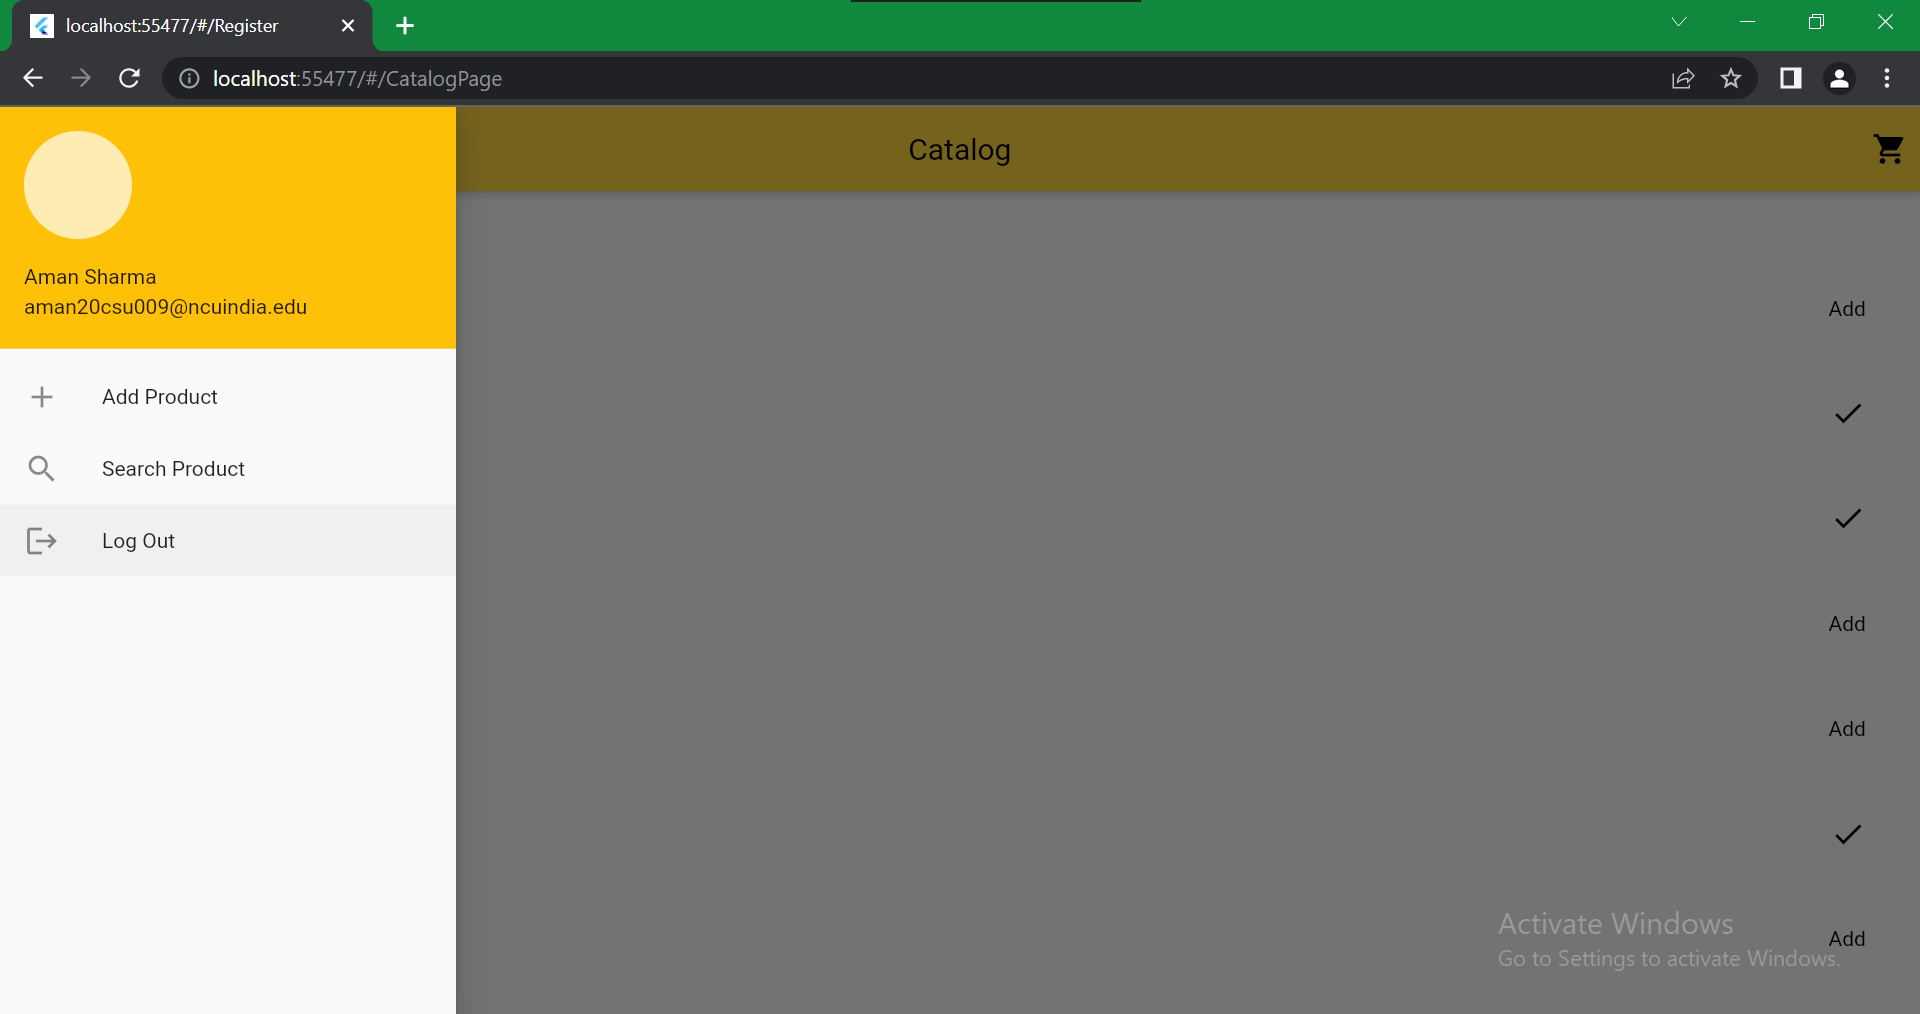 localhost:55477/#/Register
localhost:55477/#/CatalogPage
Catalog
Aman Sharma
aman20csu009@ncuindia.edu
Add Product
Search Product
Log Out
Add
Add
Add
Add
Activate Windows
Go to Settings to activate Windows.